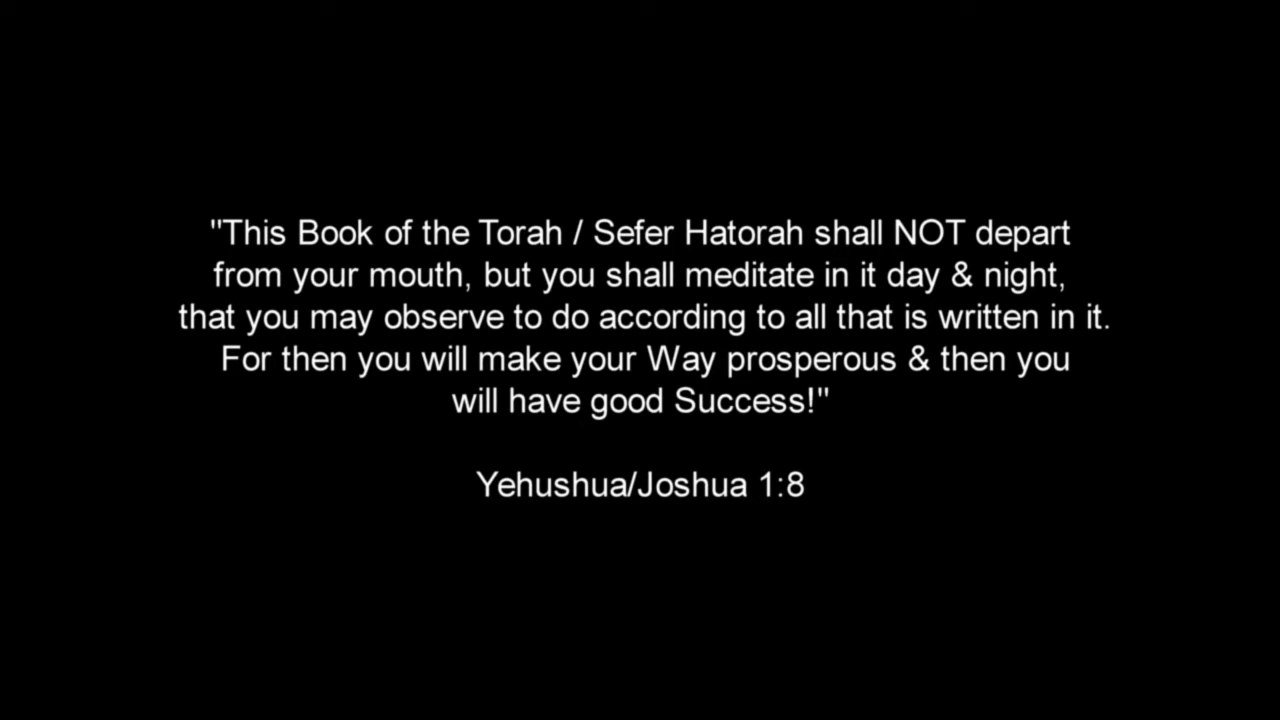 "This Book of the Torah / Sefer Hatorah shall NOT depart
from your mouth, but you shall meditate in it day & night,
that you may observe to do according to all that is written in it.
For then you will make your Way prosperous & then you
will have good Success!"
Yehushua/Joshua 1:8